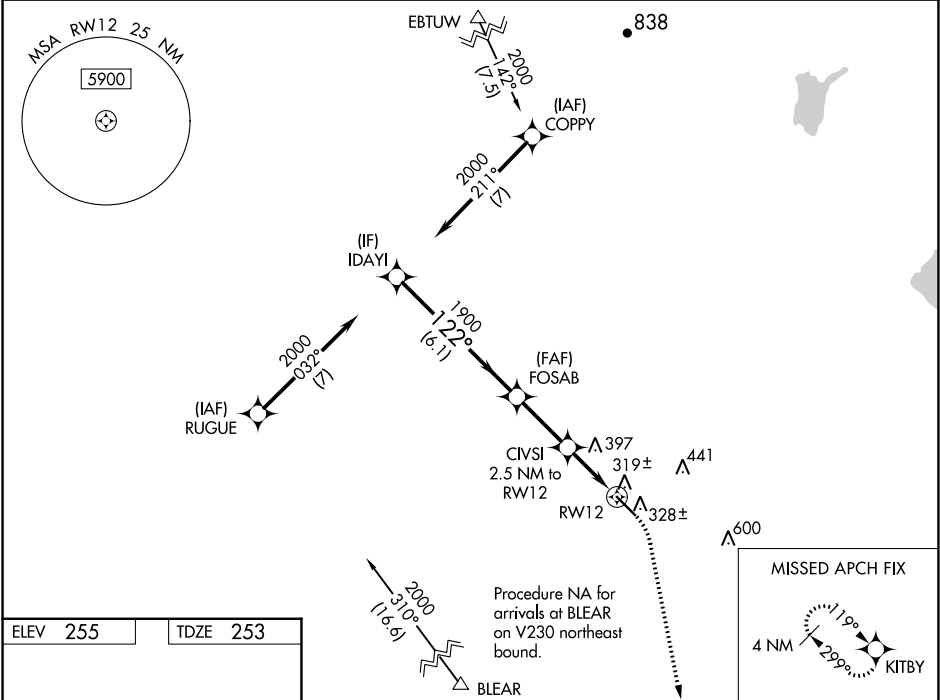 MSA RW12 25 NM
5900
EBTUW
2000
142°
(7.5)
838
(IAF)
COPPY
2000
211°
(7)
(IF)
IDAYI
1900
122°
(6.1)
2000
032°
(7)
(IAF)
RUGUE
(FAF)
FOSAB
CIVSI
2.5 NM to
RW12
397
319±
441
RW12
328±
600
2000
310°
(16.6)
BLEAR
Procedure NA for
arrivals at BLEAR
on V230 northeast
bound.
MISSED APCH FIX
4 NM
119°
299°
KITBY
ELEV 255
TDZE 253